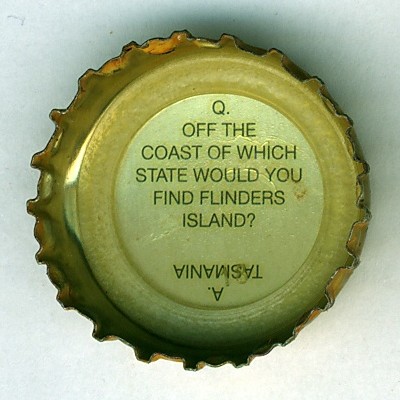 Q.
OFF THE
COAST OF WHICH
STATE WOULD YOU
FIND FLINDERS
ISLAND?
A.
TASMANIA